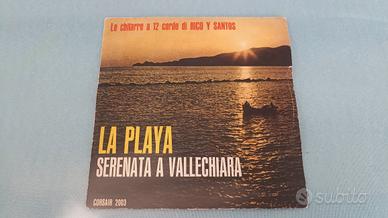 Le chitarre a 12 corde di RICO Y SANTOS
LA PLAYA
SERENATA A VALLECHIARA
CORSAIR 2003
subito